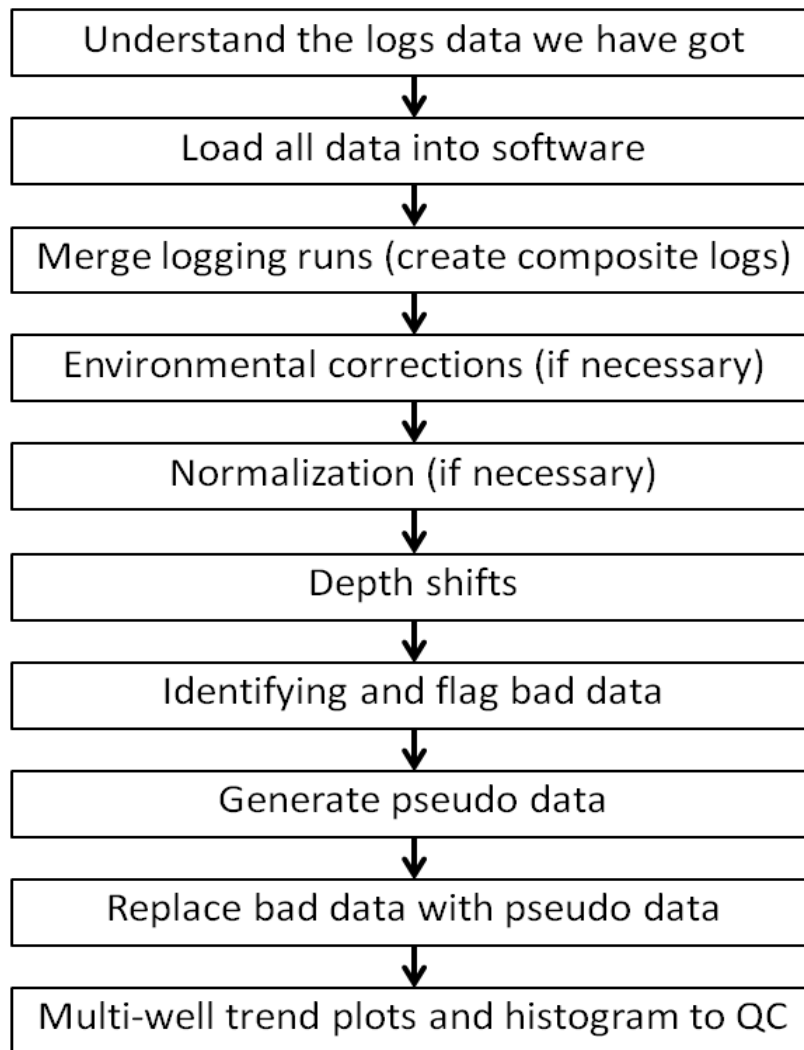 Understand the logs data we have got
Load all data into software
Merge logging runs (create composite logs)
Environmental corrections (if necessary)
Normalization (if necessary)
Depth shifts
Identifying and flag bad data
Generate pseudo data
Replace bad data with pseudo data
Multi-well trend plots and histogram to QC